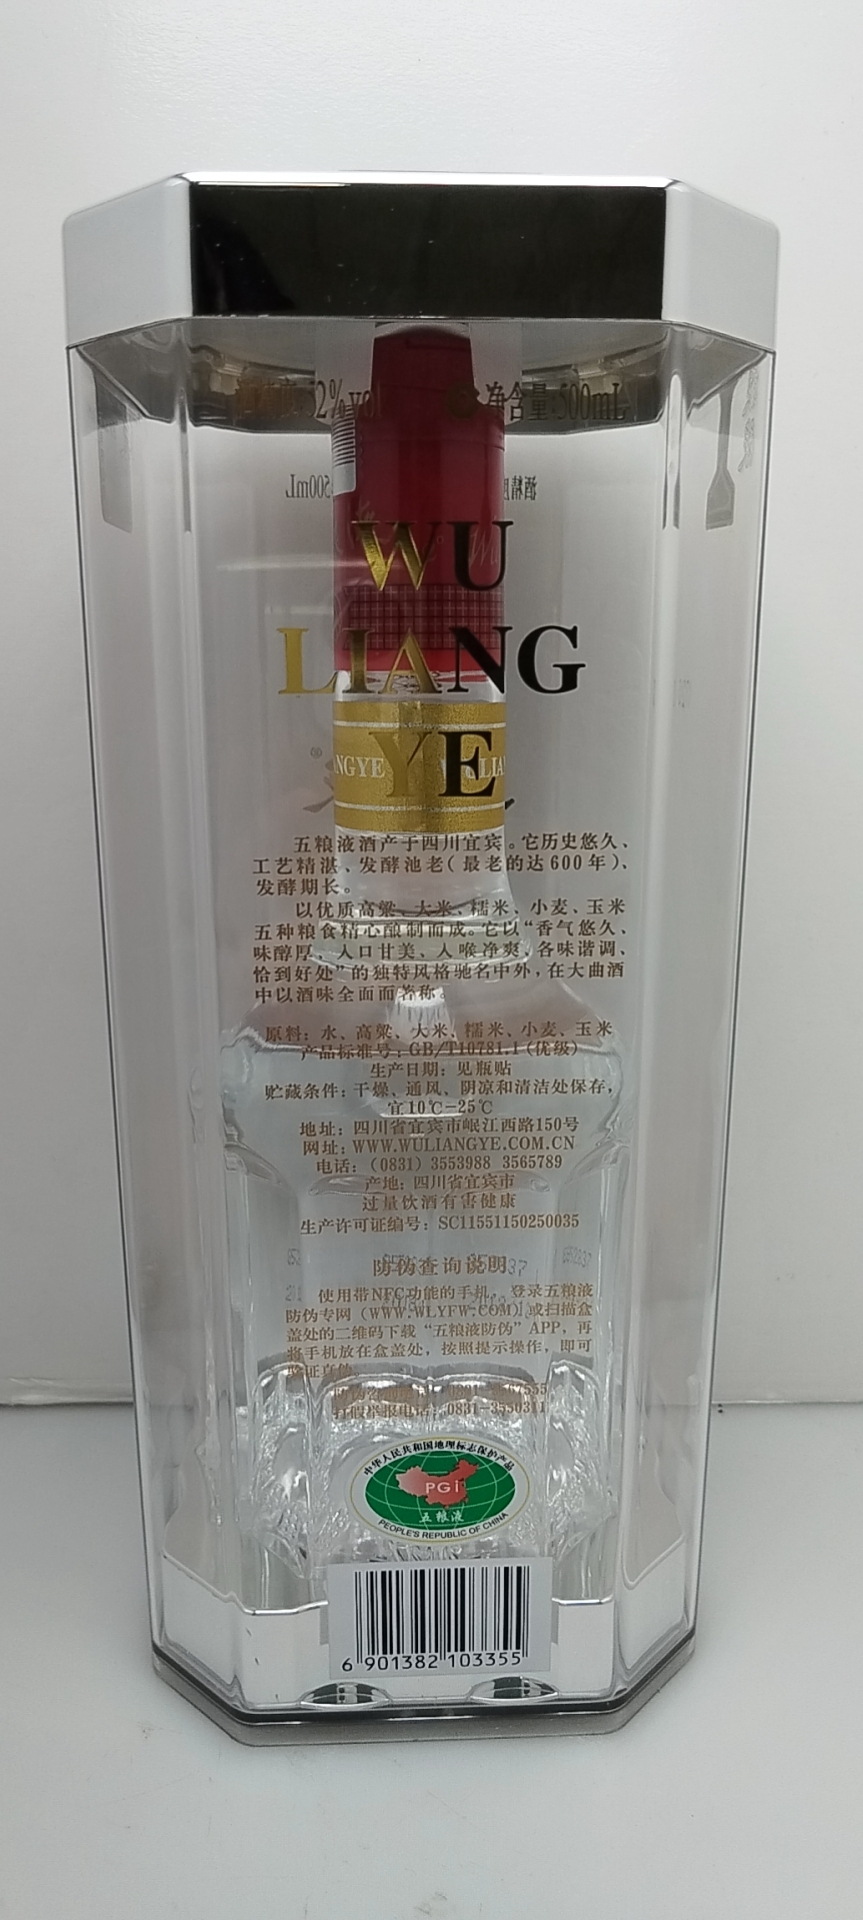 52%vol 净含量:500mL
WU
LIANG
YE
五粮液酒产于四川宜宾。它历史悠久、
工艺精湛、发酵池老(最老的达600年)、
发酵期长。
以优质高粱、大米、糯米、小麦、玉米
五种粮食精心酿制而成。它以“香气悠久、
味醇厚、入口甘美、入喉净爽、各味谐调、
恰到好处”的独特风格驰名中外,在大曲酒
中以酒味全面而著称。
原料: 水、高粱、大米、糯米、小麦、玉米
产品标准号: GB/T10781.1(优级)
生产日期: 见瓶贴
贮藏条件: 干燥、通风、阴凉和清洁处保存,
宜10℃-25℃
地址: 四川省宜宾市岷江西路150号
网址: WWW.WULIANGYE.COM.CN
电话: (0831) 3553988 3565789
产地: 四川省宜宾市
过量饮酒有害健康
生产许可证编号: SC11551150250035
防伪查询说明
使用带NFC功能的手机, 登录五粮液
防伪专网 (WWW.WLYFW.COM) 或扫描盒
盖处的二维码下载“五粮液防伪”APP, 再
将手机放在盒盖处, 按照提示操作, 即可
验证真伪
打假举报电话: 0831-3550311
中华人民共和国地理标志保护产品
PGI
五粮液
PEOPLE'S REPUBLIC OF CHINA
6 901382 103355